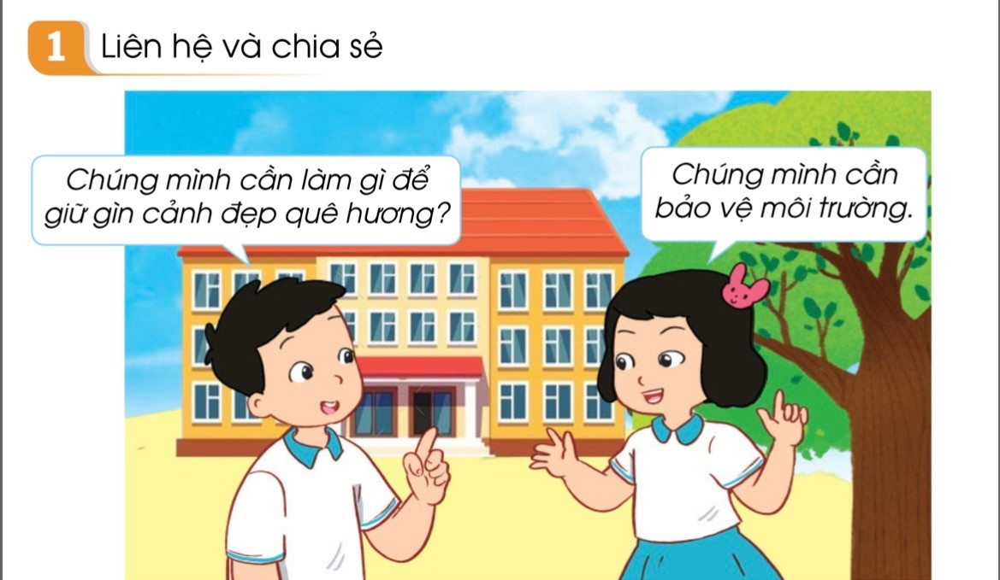 1 Liên hệ và chia sẻ
Chúng mình cần làm gì để
giữ gìn cảnh đẹp quê hương?
Chúng mình cần
bảo vệ môi trường.